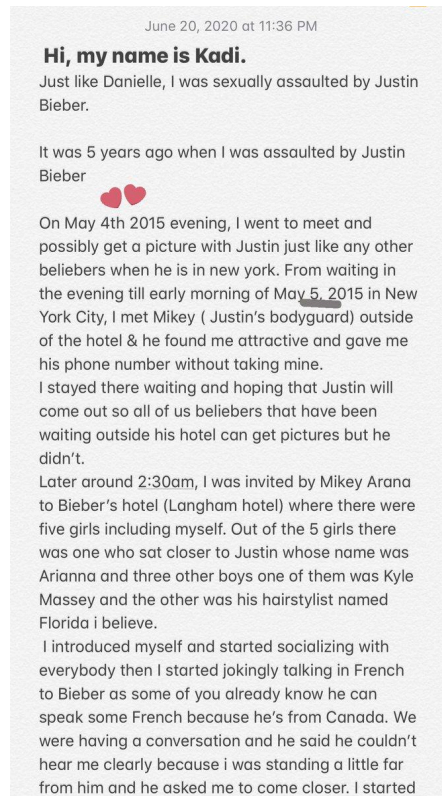 June 20, 2020 at 11:36 PM
Hi, my name is Kadi.
Just like Danielle, I was sexually assaulted by Justin
Bieber.
It was 5 years ago when I was assaulted by Justin
Bieber
On May 4th 2015 evening, I went to meet and
possibly get a picture with Justin just like any other
beliebers when he is in new york. From waiting in
the evening till early morning of May 5, 2015 in New
York City, I met Mikey ( Justin’s bodyguard) outside
of the hotel & he found me attractive and gave me
his phone number without taking mine.
I stayed there waiting and hoping that Justin will
come out so all of us beliebers that have been
waiting outside his hotel can get pictures but he
didn’t.
Later around 2:30am, I was invited by Mikey Arana
to Bieber’s hotel (Langham hotel) where there were
five girls including myself. Out of the 5 girls there
was one who sat closer to Justin whose name was
Arianna and three other boys one of them was Kyle
Massey and the other was his hairstylist named
Florida i believe.
I introduced myself and started socializing with
everybody then I started jokingly talking in French
to Bieber as some of you already know he can
speak some French because he’s from Canada. We
were having a conversation and he said he couldn’t
hear me clearly because i was standing a little far
from him and he asked me to come closer. I started